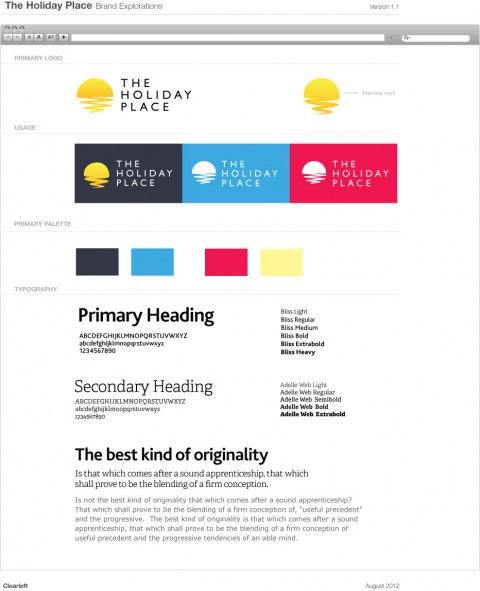 The Holiday Place Brand Explorations
Version 1.1
A A
PRIMARY LOGO
THE
HOLIDAY
PLACE
Alternate mark
USAGE
THE
HOLIDAY
PLACE
THE
HOLIDAY
PLACE
THE
HOLIDAY
PLACE
PRIMARY PALETTE
TYPOGRAPHY
Primary Heading
ABCDEFGHIJKLMNOPQRSTUVWXYZ
abcdefghijklmnopqrstuvwxyz
1234567890
Bliss Light
Bliss Regular
Bliss Medium
Bliss Bold
Bliss Extrabold
Bliss Heavy
Secondary Heading
ABCDEFGHIJKLMNOPQRSTUVWXYZ
abcdefghijklmnopqrstuvwxyz
1234567890
Adelle Web Light
Adelle Web Regular
Adelle Web Semibold
Adelle Web Bold
Adelle Web Extrabold
The best kind of originality
Is that which comes after a sound apprenticeship, that which
shall prove to be the blending of a firm conception.
Is not the best kind of originality that which comes after a sound apprenticeship?
That which shall prove to be the blending of a firm conception of, "useful precedent"
and the progressive. The best kind of originality is that which comes after a sound
apprenticeship, that which shall prove to be the blending of a firm conception of
useful precedent and the progressive tendencies of an able mind.
Clearleft
August 2012